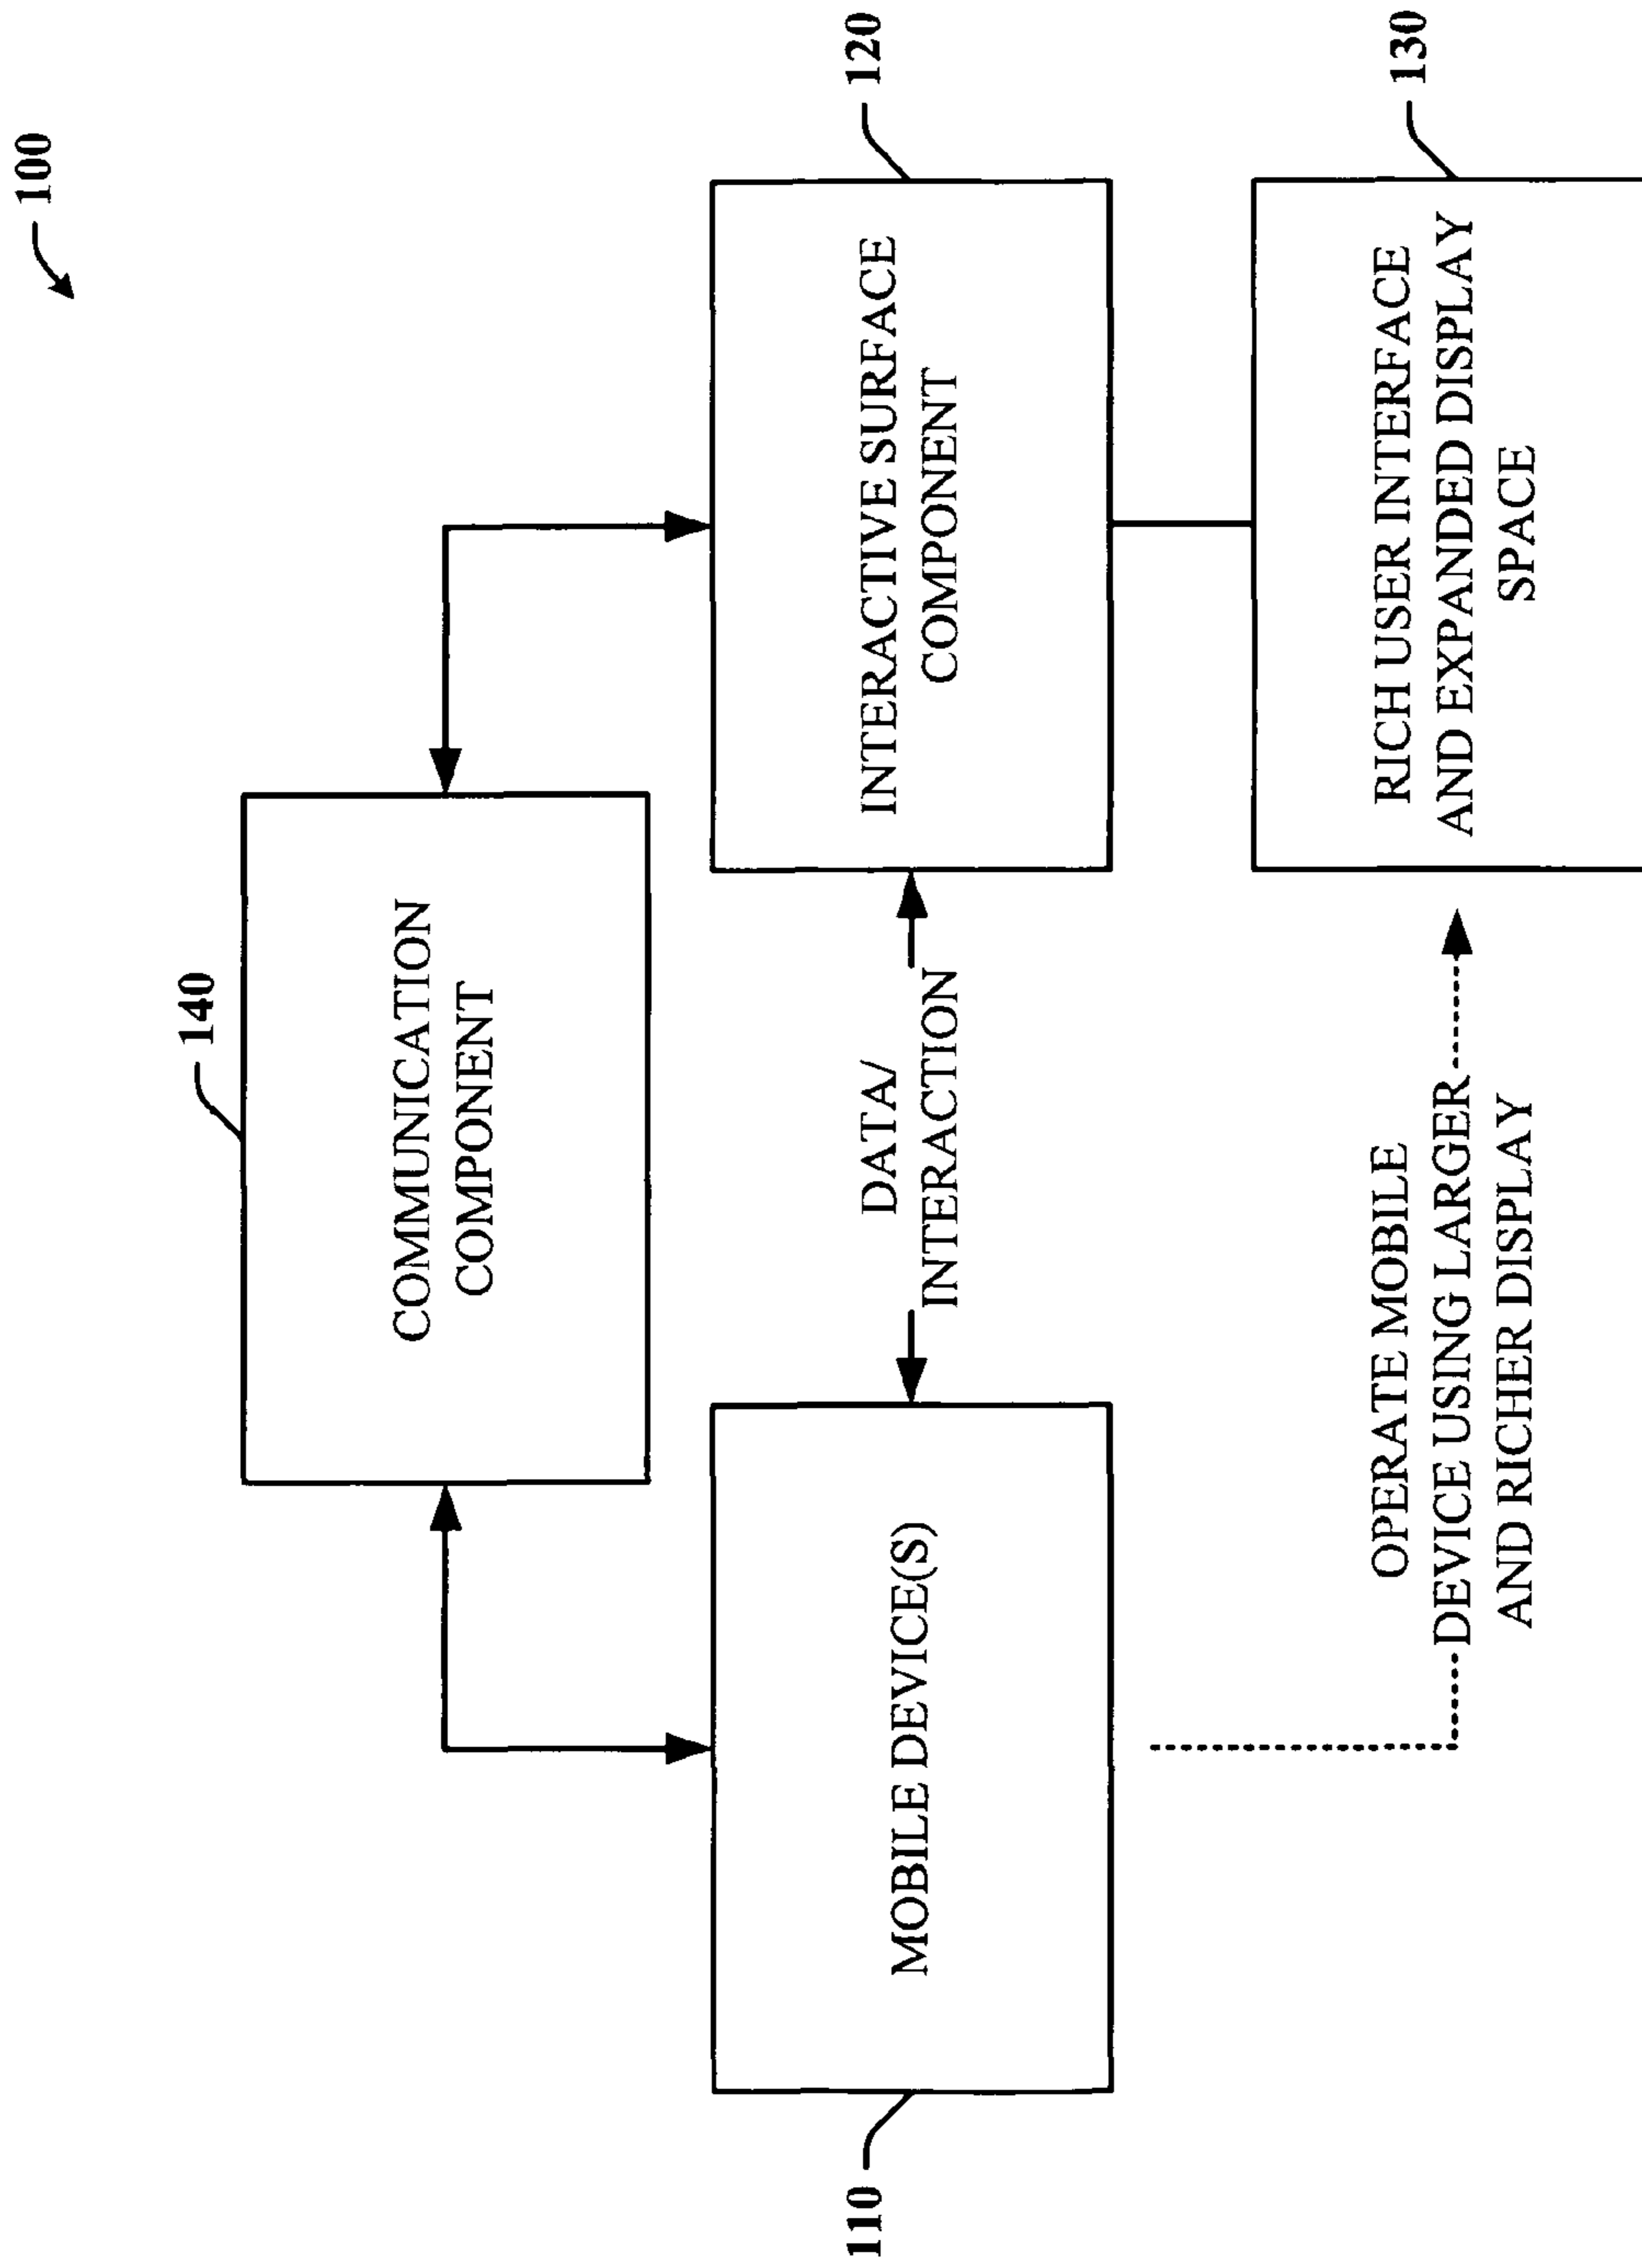 100
140
COMMUNICATION
COMPONENT
110
MOBILE DEVICE(S)
DATA/
INTERACTION
INTERACTIVE SURFACE
COMPONENT
120
OPERATE MOBILE
DEVICE USING LARGER
AND RICHER DISPLAY
RICH USER INTERFACE
AND EXPANDED DISPLAY
SPACE
130